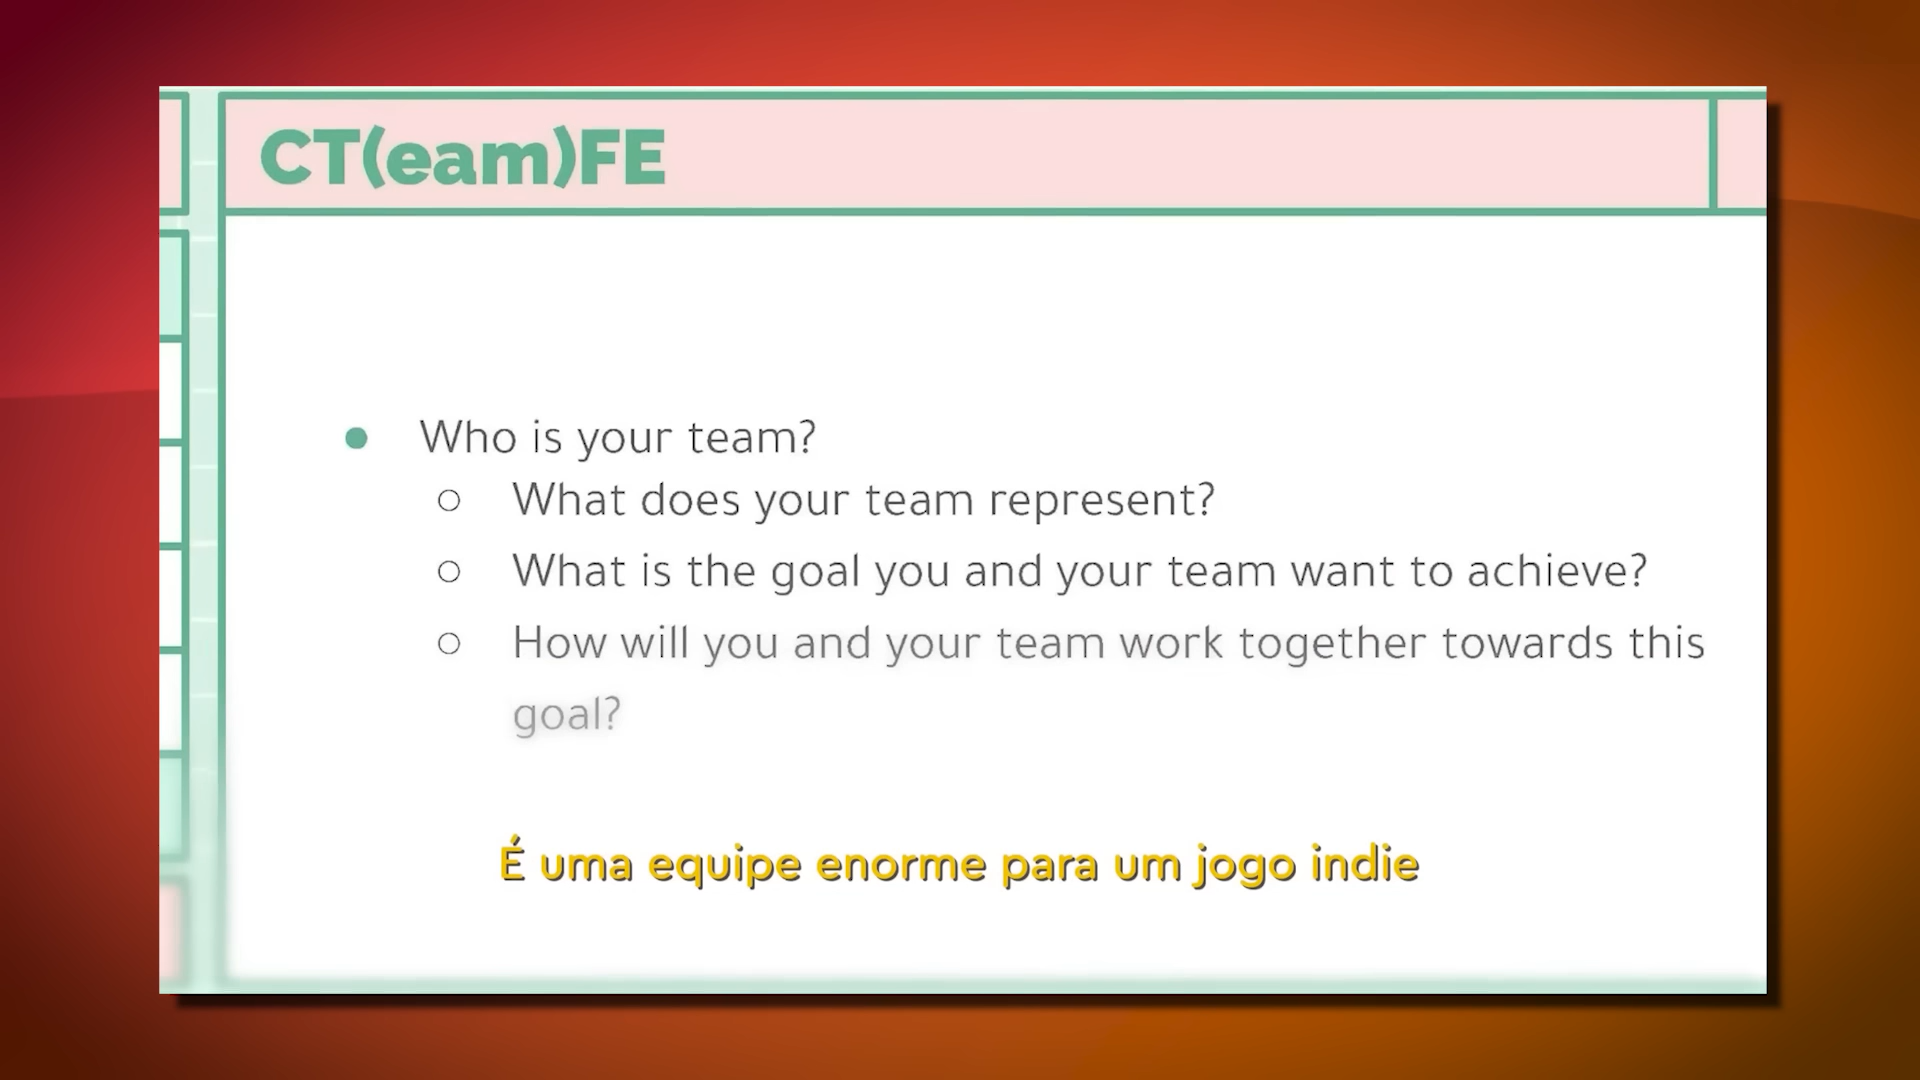 CT(eam)FE
● Who is your team?
○ What does your team represent?
○ What is the goal you and your team want to achieve?
○ How will you and your team work together towards this
goal?
É uma equipe enorme para um jogo indie